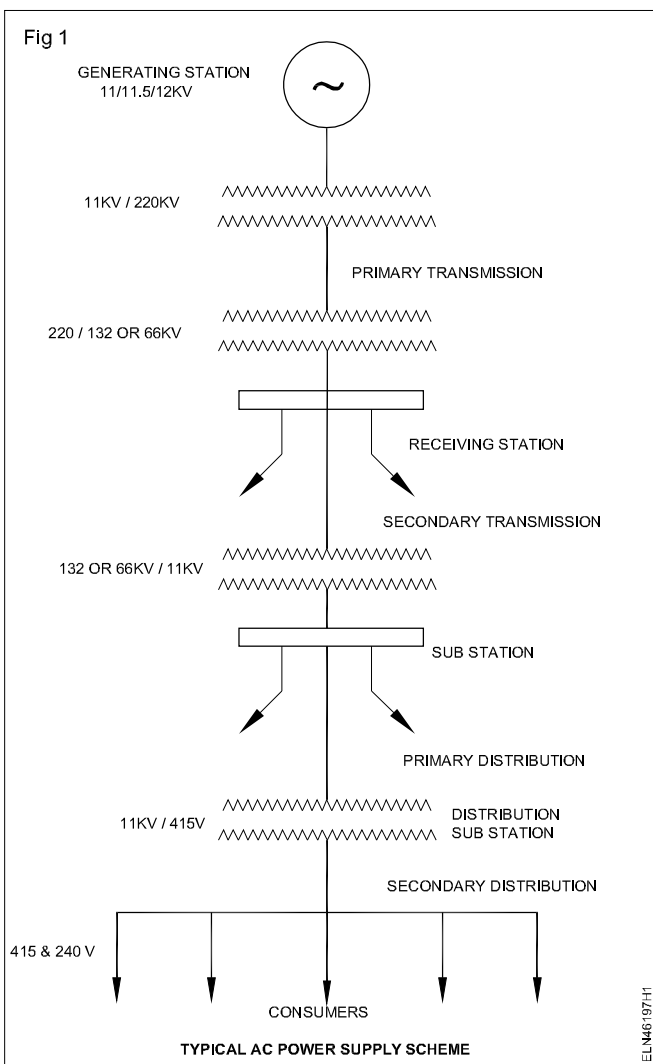 Fig 1
GENERATING STATION
11/11.5/12KV
~
11KV / 220KV
PRIMARY TRANSMISSION
220 / 132 OR 66KV
RECEIVING STATION
SECONDARY TRANSMISSION
132 OR 66KV / 11KV
SUB STATION
PRIMARY DISTRIBUTION
11KV / 415V
DISTRIBUTION
SUB STATION
SECONDARY DISTRIBUTION
415 & 240 V
CONSUMERS
TYPICAL AC POWER SUPPLY SCHEME
ELN46197H1